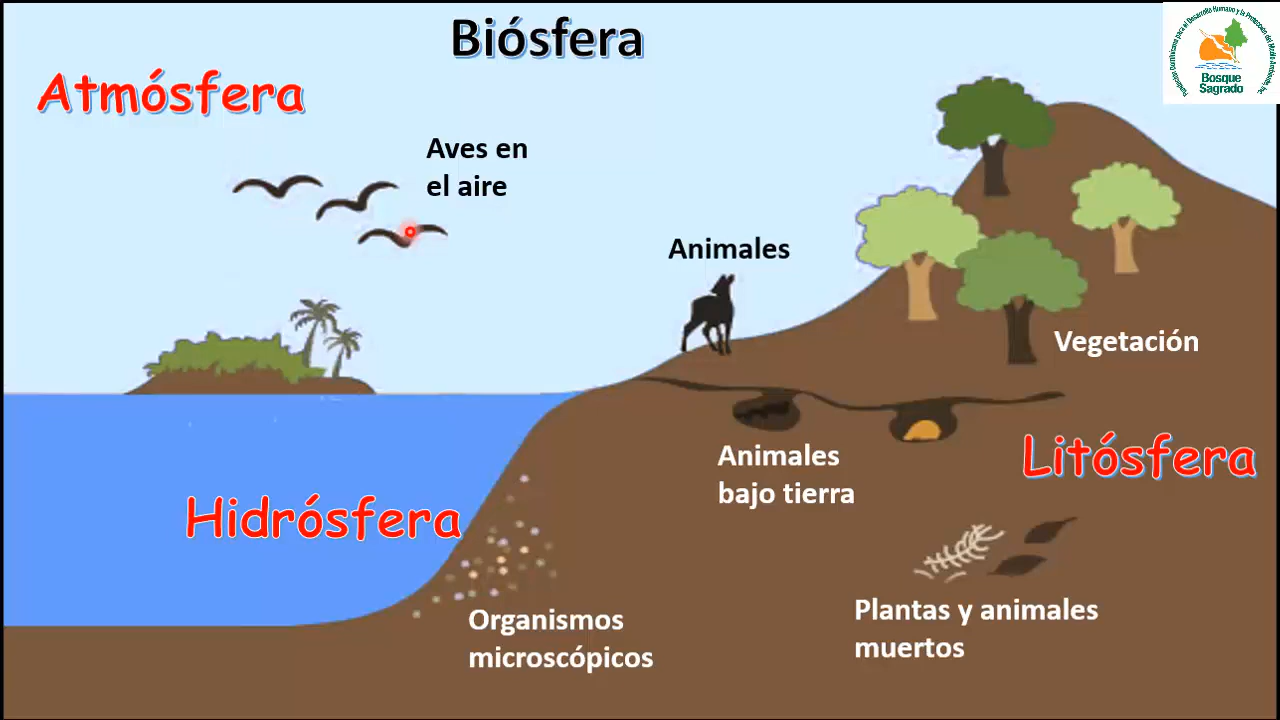 Biósfera
Atmósfera
Aves en
el aire
Animales
Vegetación
Animales
bajo tierra
Litósfera
Hidrósfera
Organismos
microscópicos
Plantas y animales
muertos
Bosque
Sagrado